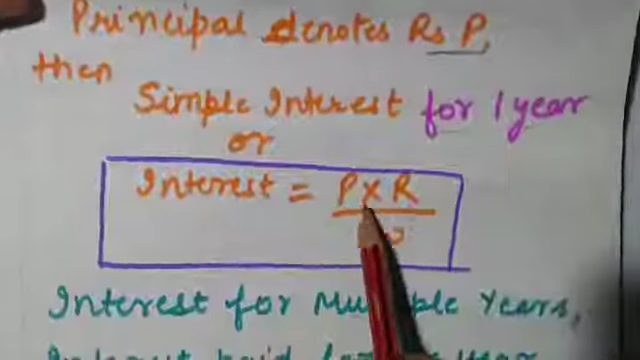 Principal denotes Rs P,
then
Simple Interest for 1 year
or
Interest = P x R
Interest for Multiple Years,